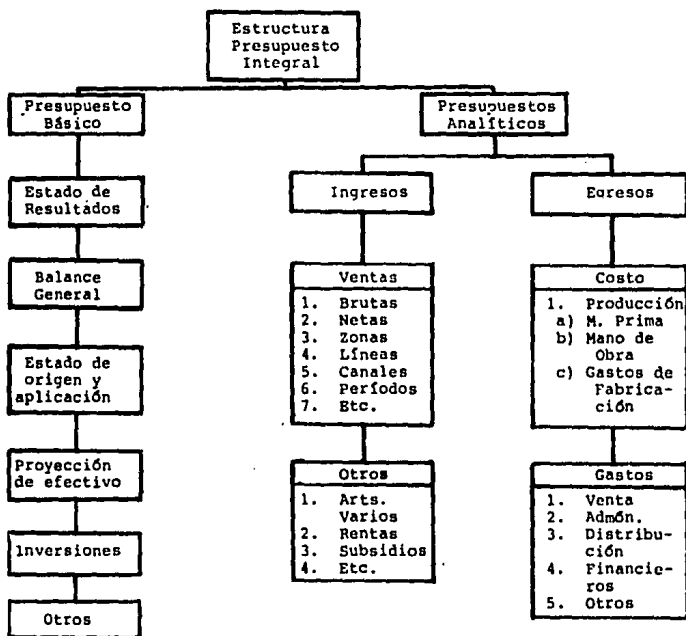 Estructura
Presupuesto
Integral
Presupuesto
Básico
Presupuestos
Analíticos
Estado de
Resultados
Balance
General
Estado de
origen y
aplicación
Proyección
de efectivo
Inversiones
Otros
Ingresos
Ventas
1. Brutas
2. Netas
3. Zonas
4. Líneas
5. Canales
6. Períodos
7. Etc.
Otros
1. Arts.
Varios
2. Rentas
3. Subsidios
4. Etc.
Egresos
Costo
1. Producción
a) M. Prima
b) Mano de
Obra
c) Gastos de
Fabrica-
ción
Gastos
1. Venta
2. Admón.
3. Distribu-
ción
4. Financie-
ros
5. Otros